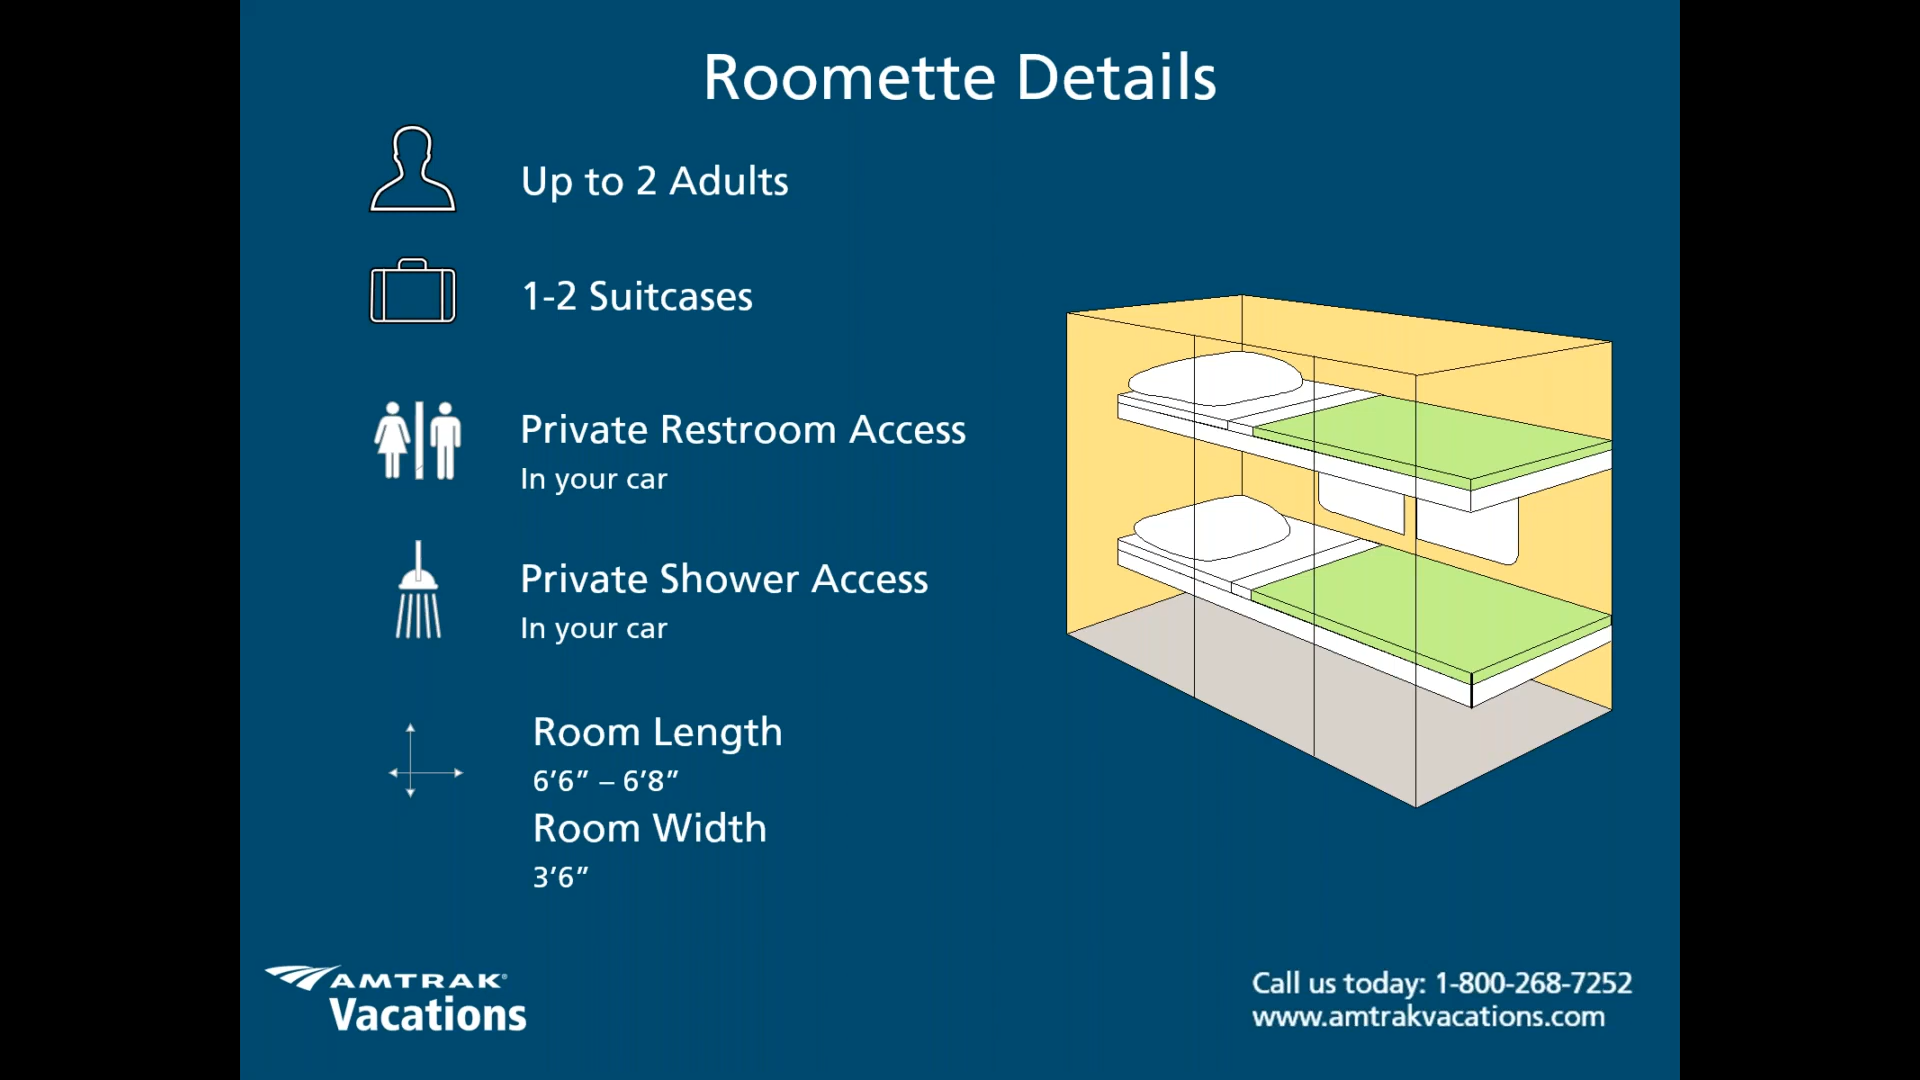 Roomette Details
Up to 2 Adults
1-2 Suitcases
Private Restroom Access
In your car
Private Shower Access
In your car
Room Length
6’6” – 6’8”
Room Width
3’6”
AMTRAK®
Vacations
Call us today: 1-800-268-7252
www.amtrakvacations.com